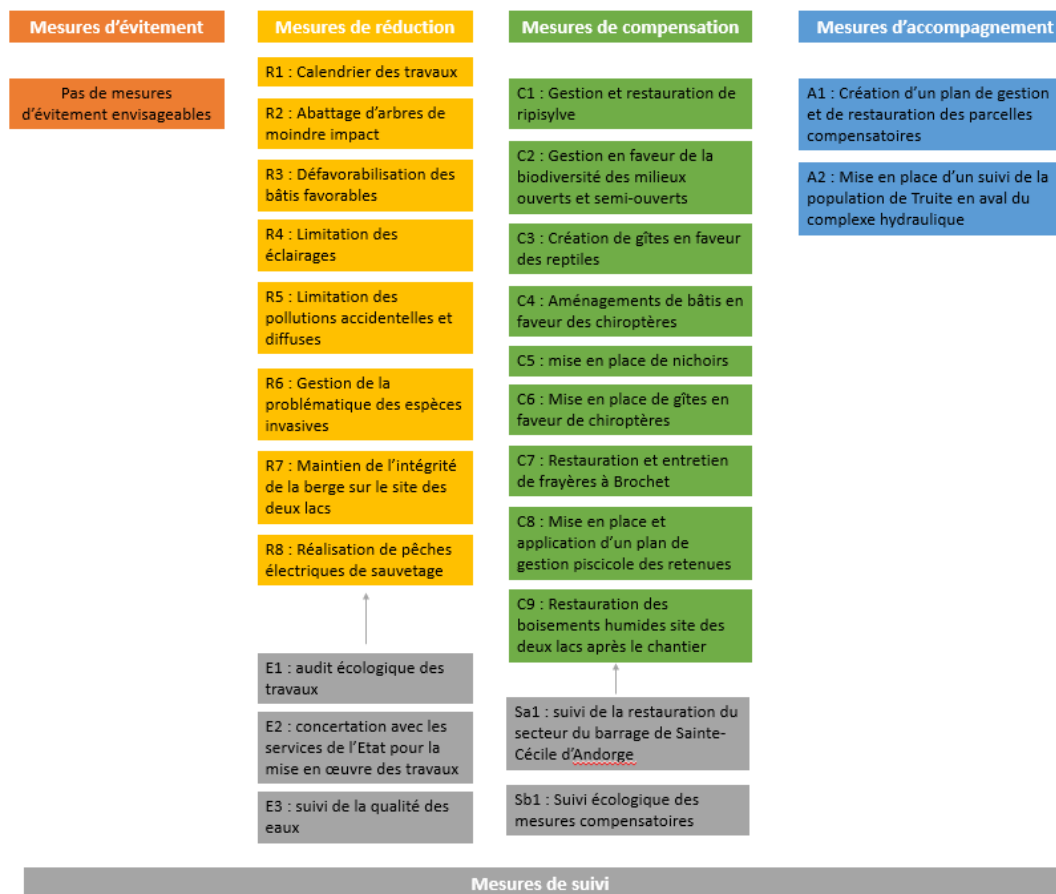 Mesures d'évitement
Pas de mesures
d'évitement envisageables
Mesures de réduction
R1 : Calendrier des travaux
R2 : Abattage d'arbres de
moindre impact
R3 : Défavorabilisation des
bâtis favorables
R4 : Limitation des
éclairages
R5 : Limitation des
pollutions accidentelles et
diffuses
R6 : Gestion de la
problématique des espèces
invasives
R7 : Maintien de l'intégrité
de la berge sur le site des
deux lacs
R8 : Réalisation de pêches
électriques de sauvetage
E1 : audit écologique des
travaux
E2 : concertation avec les
services de l'Etat pour la
mise en œuvre des travaux
E3 : suivi de la qualité des
eaux
Mesures de compensation
C1 : Gestion et restauration de
ripisylve
C2 : Gestion en faveur de la
biodiversité des milieux
ouverts et semi-ouverts
C3 : Création de gîtes en faveur
des reptiles
C4 : Aménagements de bâtis en
faveur des chiroptères
C5 : mise en place de nichoirs
C6 : Mise en place de gîtes en
faveur de chiroptères
C7 : Restauration et entretien
de frayères à Brochet
C8 : Mise en place et
application d'un plan de
gestion piscicole des retenues
C9 : Restauration des
boisements humides site des
deux lacs après le chantier
Sa1 : suivi de la restauration du
secteur du barrage de Sainte-
Cécile d'Andorge
Sb1 : Suivi écologique des
mesures compensatoires
Mesures d'accompagnement
A1 : Création d'un plan de gestion
et de restauration des parcelles
compensatoires
A2 : Mise en place d'un suivi de la
population de Truite en aval du
complexe hydraulique
Mesures de suivi